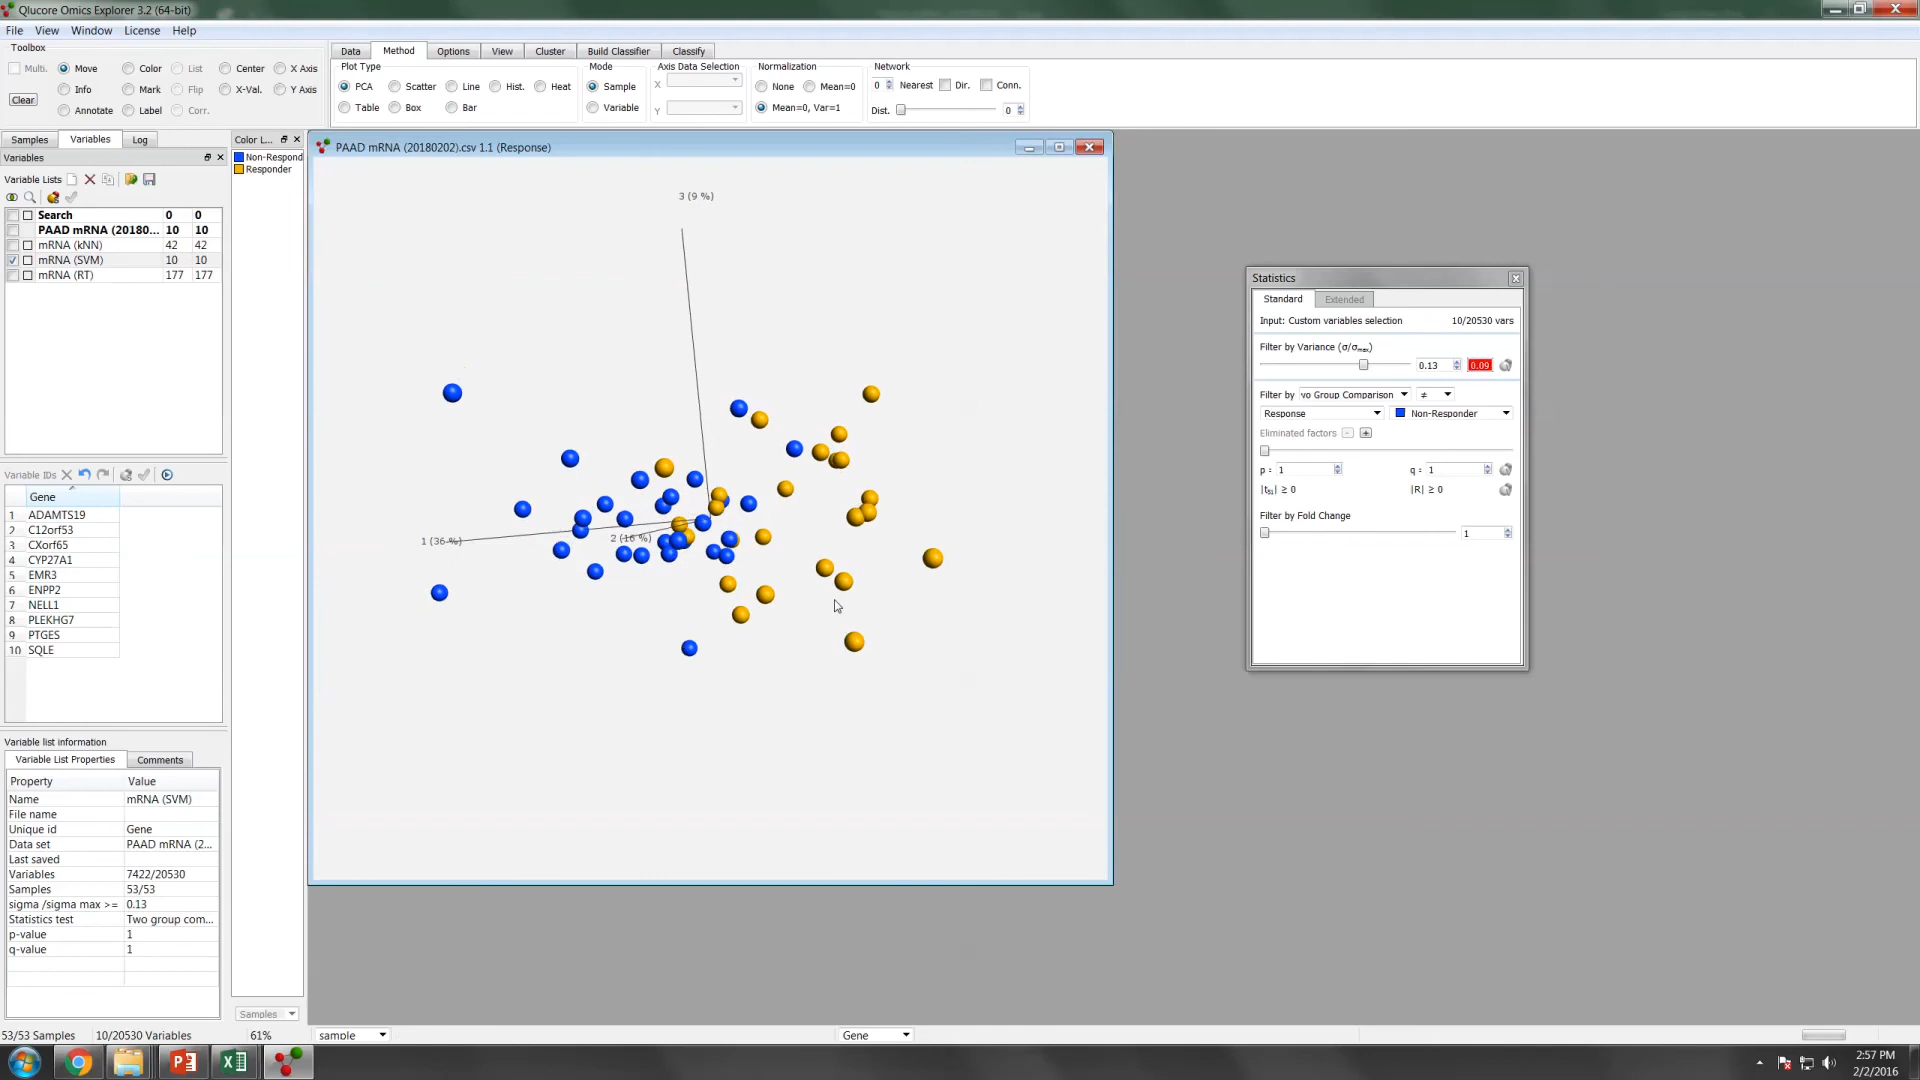 Qlucore Omics Explorer 3.2 (64-bit)
File View Window License Help
Toolbox
Multi. Move Color List Center X Axis
Info Mark Flip X-Val. Y Axis
Clear
Annotate Label Corr.
Data Method Options View Cluster Build Classifier Classify
Plot Type Mode Axis Data Selection Normalization Network
PCA Scatter Line Hist. Heat Sample X None Mean=0 0 Nearest Dir. Conn.
Table Box Bar Variable Y Mean=0, Var=1 Dist. 0
Samples Variables Log
Variables
Variable Lists
Search 0 0
PAAD mRNA (20180... 10 10
mRNA (kNN) 42 42
mRNA (SVM) 10 10
mRNA (RT) 177 177
Variable IDs
Gene
1 ADAMTS19
2 C12orf53
3 CXorf65
4 CYP27A1
5 EMR3
6 ENPP2
7 NELL1
8 PLEKHG7
9 PTGES
10 SQLE
Variable list information
Variable List Properties Comments
Property Value
Name mRNA (SVM)
File name
Unique id Gene
Data set PAAD mRNA (2...
Last saved
Variables 7422/20530
Samples 53/53
sigma /sigma max >= 0.13
Statistics test Two group com...
p-value 1
q-value 1
Color L...
Non-Respond
Responder
Samples
PAAD mRNA (20180202).csv 1.1 (Response)
3 (9 %)
1 (36 %)
2 (16 %)
Statistics
Standard Extended
Input: Custom variables selection 10/20530 vars
Filter by Variance (σ/σmax)
0.13 0.09
Filter by vo Group Comparison ≠
Response Non-Responder
Eliminated factors - +
p = 1 q = 1
|t51| ≥ 0 |R| ≥ 0
Filter by Fold Change
1
53/53 Samples 10/20530 Variables 61% sample Gene
2:57 PM
2/2/2016